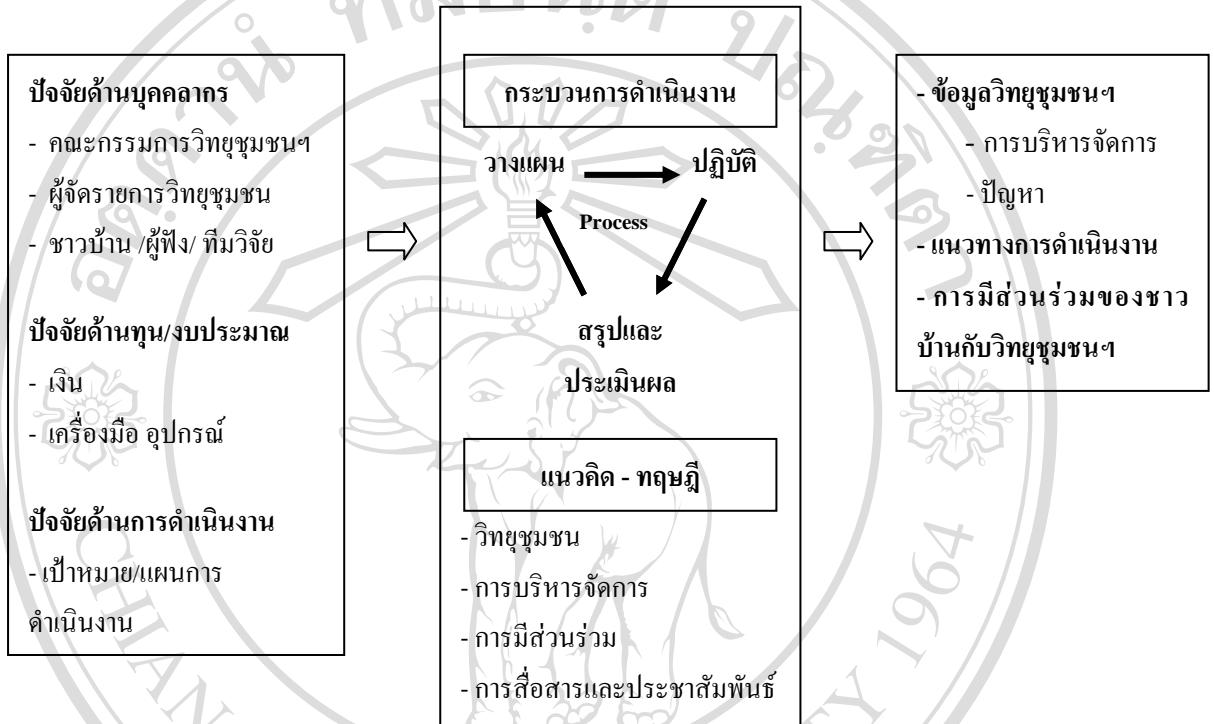 ปัจจัยด้านบุคคลากร
- คณะกรรมการวิทยุชุมชนฯ
- ผู้จัดรายการวิทยุชุมชน
- ชาวบ้าน /ผู้ฟัง/ ทีมวิจัย
ปัจจัยด้านทุน/งบประมาณ
- เงิน
- เครื่องมือ อุปกรณ์
ปัจจัยด้านการดำเนินงาน
- เป้าหมาย/แผนการ
ดำเนินงาน
กระบวนการดำเนินงาน
วางแผน
ปฏิบัติ
Process
สรุปและ
ประเมินผล
แนวคิด - ทฤษฎี
- วิทยุชุมชน
- การบริหารจัดการ
- การมีส่วนร่วม
- การสื่อสารและประชาสัมพันธ์
- ข้อมูลวิทยุชุมชนฯ
- การบริหารจัดการ
- ปัญหา
- แนวทางการดำเนินงาน
- การมีส่วนร่วมของชาว
บ้านกับวิทยุชุมชนฯ
1964